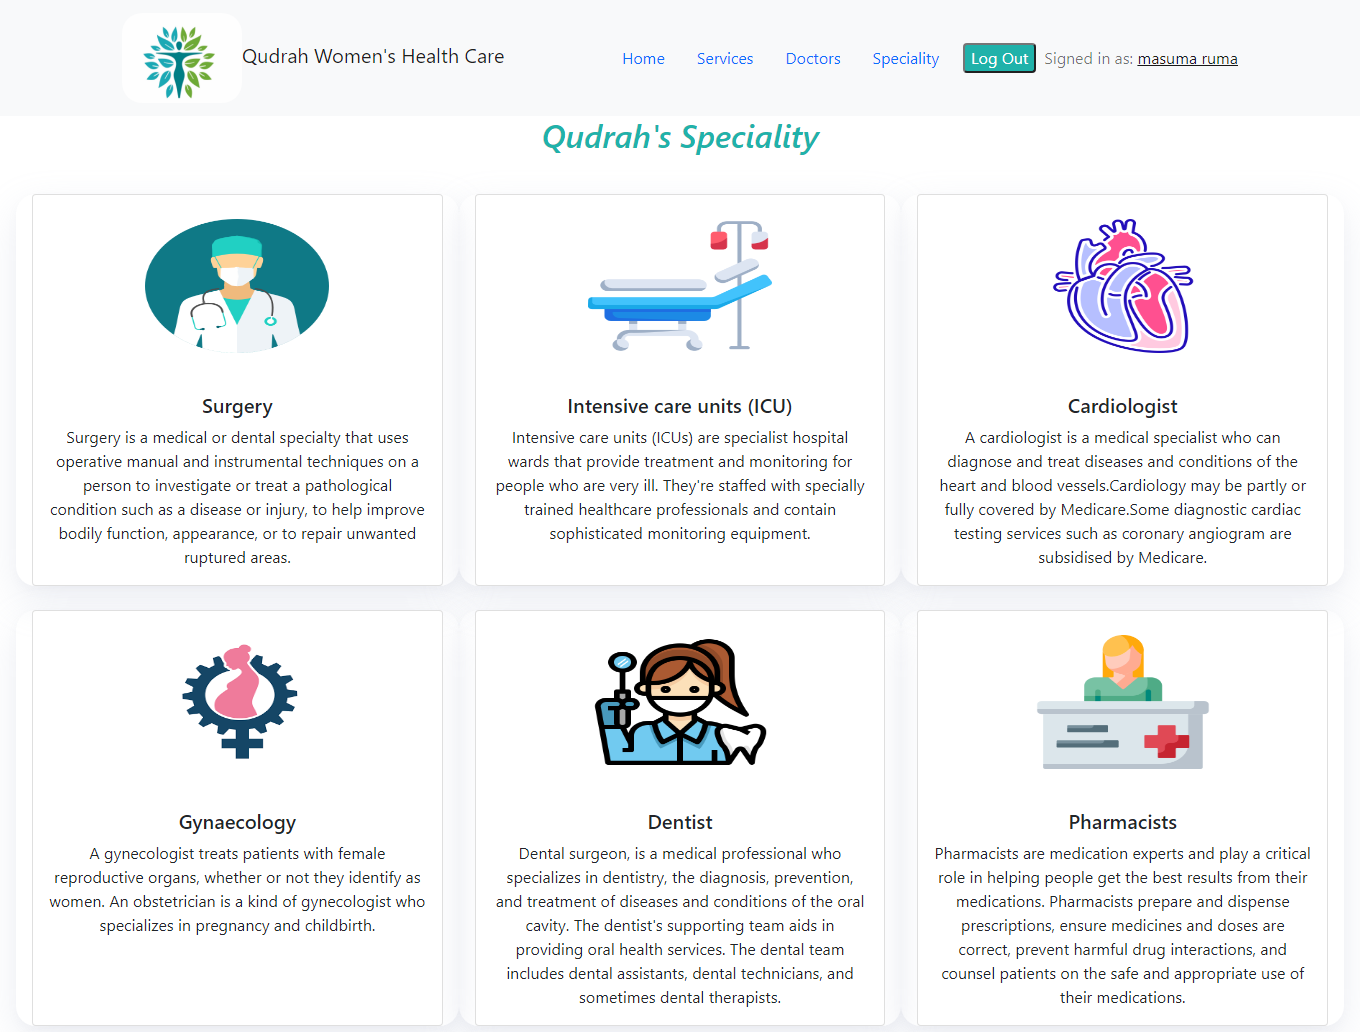 Qudrah Women's Health Care
Home
Services
Doctors
Speciality
Log Out
Signed in as: masuma ruma
Qudrah's Speciality
Surgery
Surgery is a medical or dental specialty that uses
operative manual and instrumental techniques on a
person to investigate or treat a pathological
condition such as a disease or injury, to help improve
bodily function, appearance, or to repair unwanted
ruptured areas.
Intensive care units (ICU)
Intensive care units (ICUs) are specialist hospital
wards that provide treatment and monitoring for
people who are very ill. They're staffed with specially
trained healthcare professionals and contain
sophisticated monitoring equipment.
Cardiologist
A cardiologist is a medical specialist who can
diagnose and treat diseases and conditions of the
heart and blood vessels.Cardiology may be partly or
fully covered by Medicare.Some diagnostic cardiac
testing services such as coronary angiogram are
subsidised by Medicare.
Gynaecology
A gynecologist treats patients with female
reproductive organs, whether or not they identify as
women. An obstetrician is a kind of gynecologist who
specializes in pregnancy and childbirth.
Dentist
Dental surgeon, is a medical professional who
specializes in dentistry, the diagnosis, prevention,
and treatment of diseases and conditions of the oral
cavity. The dentist's supporting team aids in
providing oral health services. The dental team
includes dental assistants, dental technicians, and
sometimes dental therapists.
Pharmacists
Pharmacists are medication experts and play a critical
role in helping people get the best results from their
medications. Pharmacists prepare and dispense
prescriptions, ensure medicines and doses are
correct, prevent harmful drug interactions, and
counsel patients on the safe and appropriate use of
their medications.